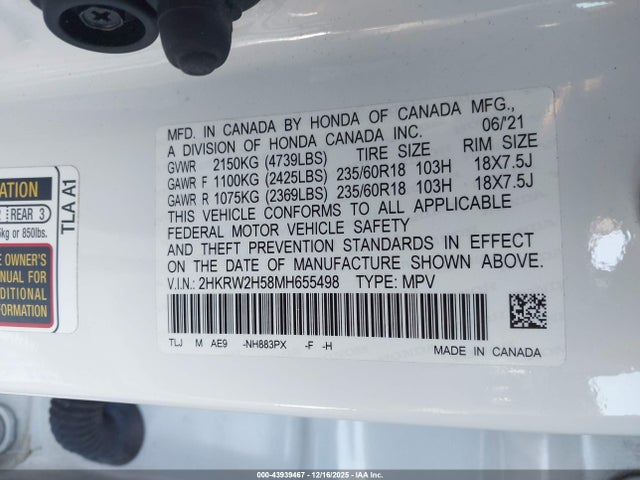 MFD. IN CANADA BY HONDA OF CANADA MFG.,
A DIVISION OF HONDA CANADA INC. 06/21
GVWR 2150KG (4739LBS) TIRE SIZE RIM SIZE
GAWR F 1100KG (2425LBS) 235/60R18 103H 18X7.5J
GAWR R 1075KG (2369LBS) 235/60R18 103H 18X7.5J
THIS VEHICLE CONFORMS TO ALL APPLICABLE
FEDERAL MOTOR VEHICLE SAFETY
AND THEFT PREVENTION STANDARDS IN EFFECT
ON THE DATE OF MANUFACTURE SHOWN ABOVE.
V.I.N.: 2HKRW2H58MH655498 TYPE: MPV
TLJ M AE9 -NH883PX -F -H
MADE IN CANADA
ATION
REAR 3
kg or 850lbs.
OWNER'S
ANUAL FOR
DITIONAL
FORMATION
TLA A1
000-43939467 - 12/16/2025 - IAA Inc.